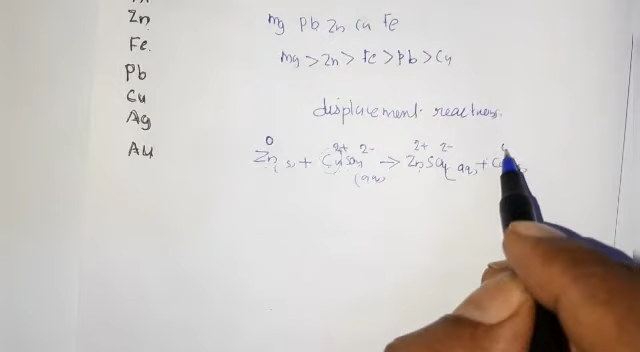 Zn
Fe
Pb
Cu
Ag
Au
Mg Pb Zn Cu Fe
Mg > Zn > Fe > Pb > Cu
displacement reactions.
0 2+ 2- 2+ 2-
Zn(s) + CuSO4 (aq) → ZnSO4(aq) +